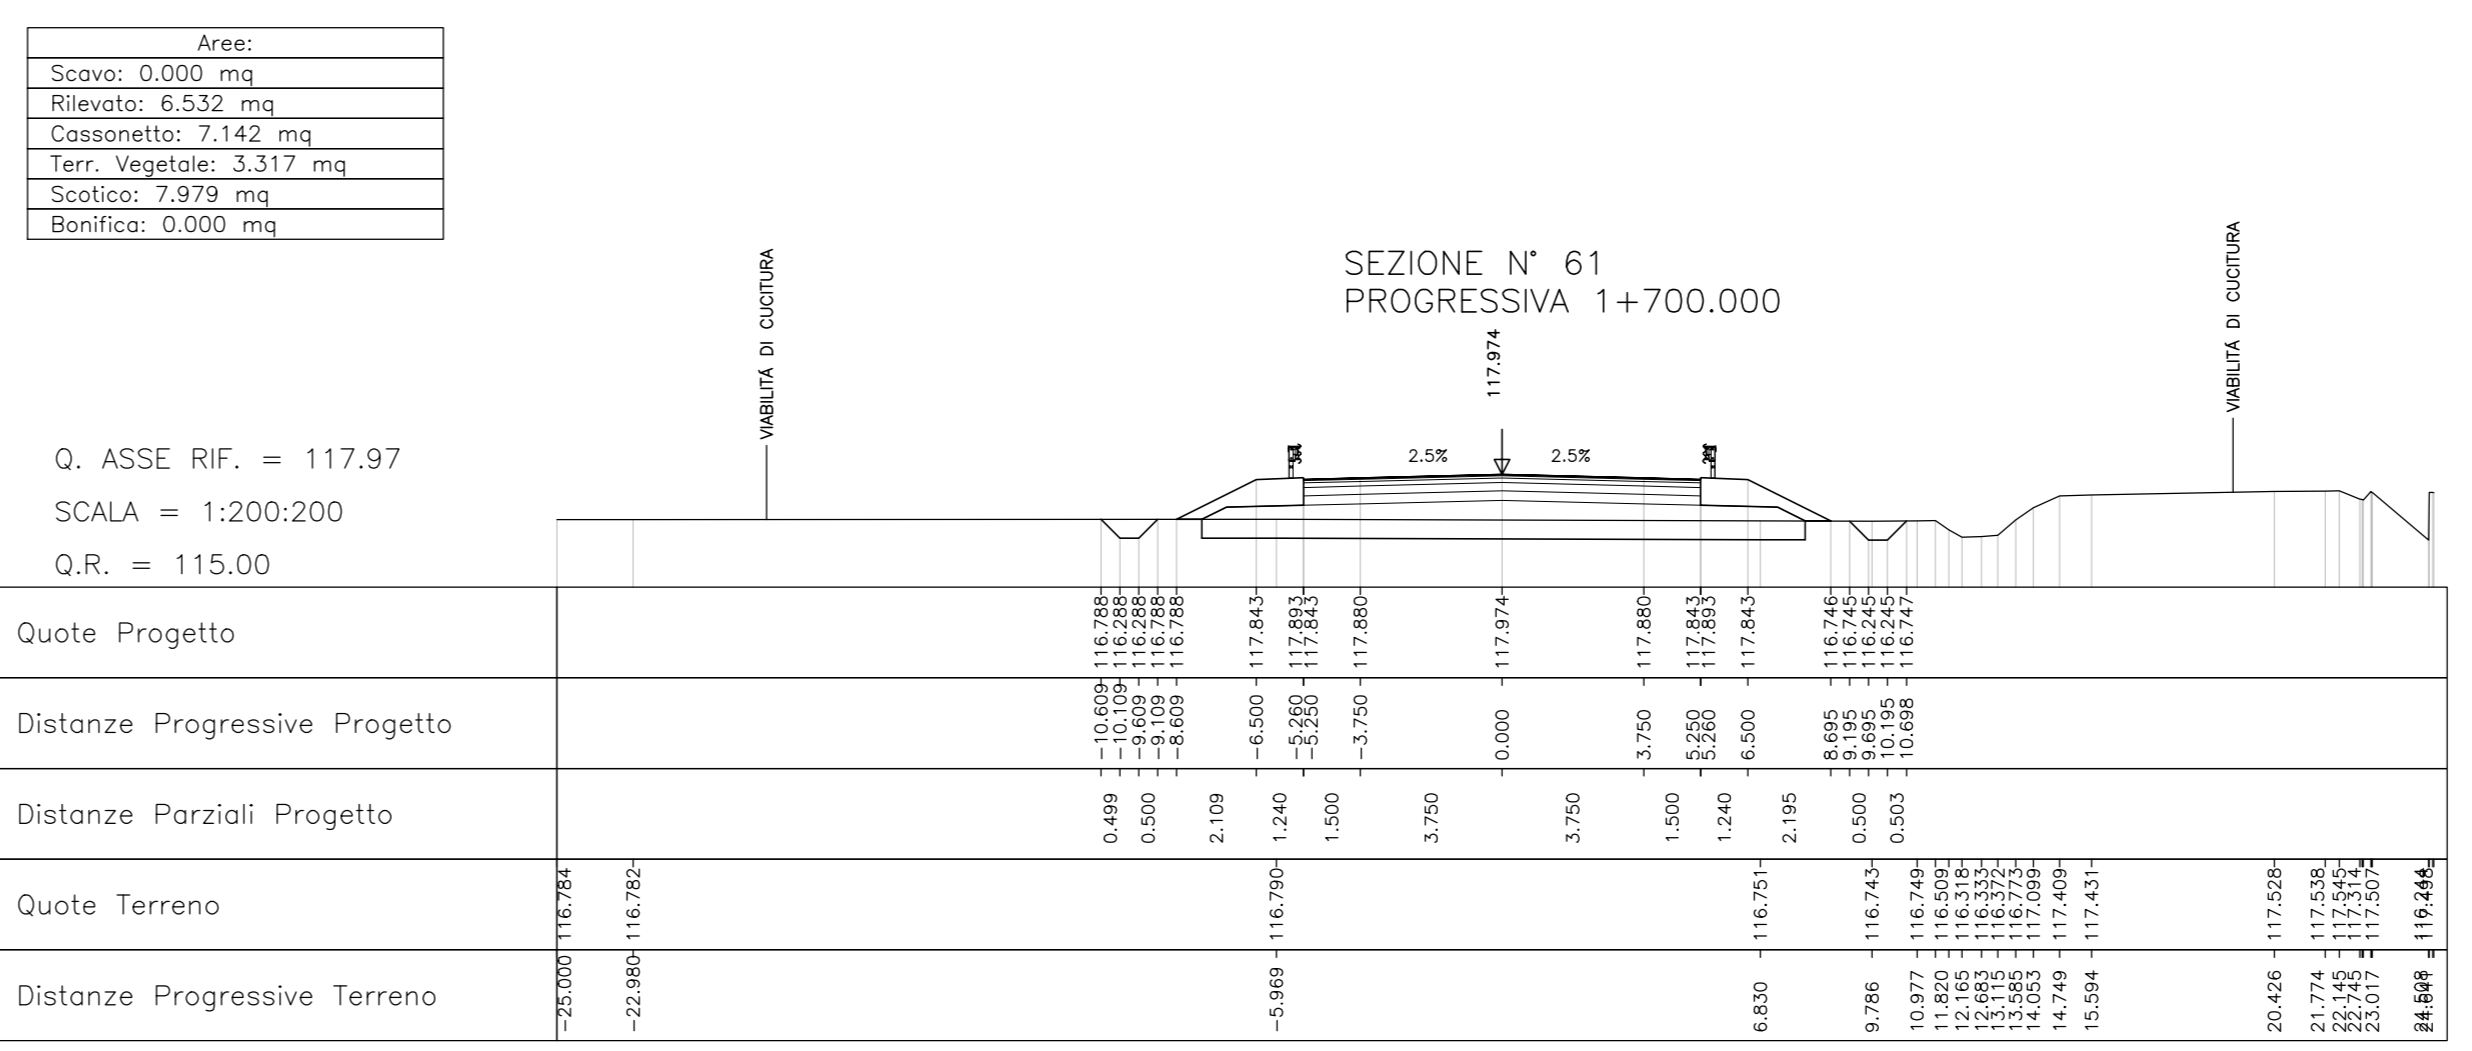 Aree:
Scavo: 0.000 mq
Rilevato: 6.532 mq
Cassonetto: 7.142 mq
Terr. Vegetale: 3.317 mq
Scotico: 7.979 mq
Bonifica: 0.000 mq
VIABILITÁ DI CUCITURA
SEZIONE N° 61
PROGRESSIVA 1+700.000
117.974
VIABILITÁ DI CUCITURA
2.5% 2.5%
Q. ASSE RIF. = 117.97
SCALA = 1:200:200
Q.R. = 115.00
Quote Progetto 116.788 116.288 116.288 116.788 116.788 117.843 117.893 117.843 117.880 117.974 117.880 117.843 117.893 117.843 116.746 116.745 116.245 116.245 116.747
Distanze Progressive Progetto -10.609 -10.109 -9.609 -9.109 -8.609 -6.500 -5.260 -5.250 -3.750 0.000 3.750 5.250 5.260 6.500 8.695 9.195 9.695 10.195 10.698
Distanze Parziali Progetto 0.499 0.500 2.109 1.240 1.500 3.750 3.750 1.500 1.240 2.195 0.500 0.503
Quote Terreno 116.784 116.782 116.790 116.751 116.743 116.749 116.509 116.318 116.333 116.372 116.773 117.099 117.409 117.431 117.528 117.538 117.545 117.314 117.507
Distanze Progressive Terreno -25.000 -22.980 -5.969 6.830 9.786 10.977 11.820 12.165 12.683 13.115 13.585 14.053 14.749 15.594 20.426 21.774 22.145 22.745 23.017